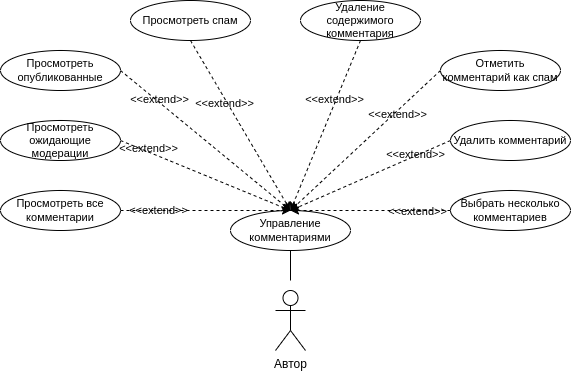 Просмотреть спам
Удаление
содержимого
комментария
Просмотреть
опубликованные
Отметить
комментарий как спам
<<extend>>
<<extend>>
<<extend>>
<<extend>>
Просмотреть
ожидающие
модерации
<<extend>>
<<extend>>
Удалить комментарий
Просмотреть все
комментарии
<<extend>>
<<extend>>
Выбрать несколько
комментариев
Управление
комментариями
Автор